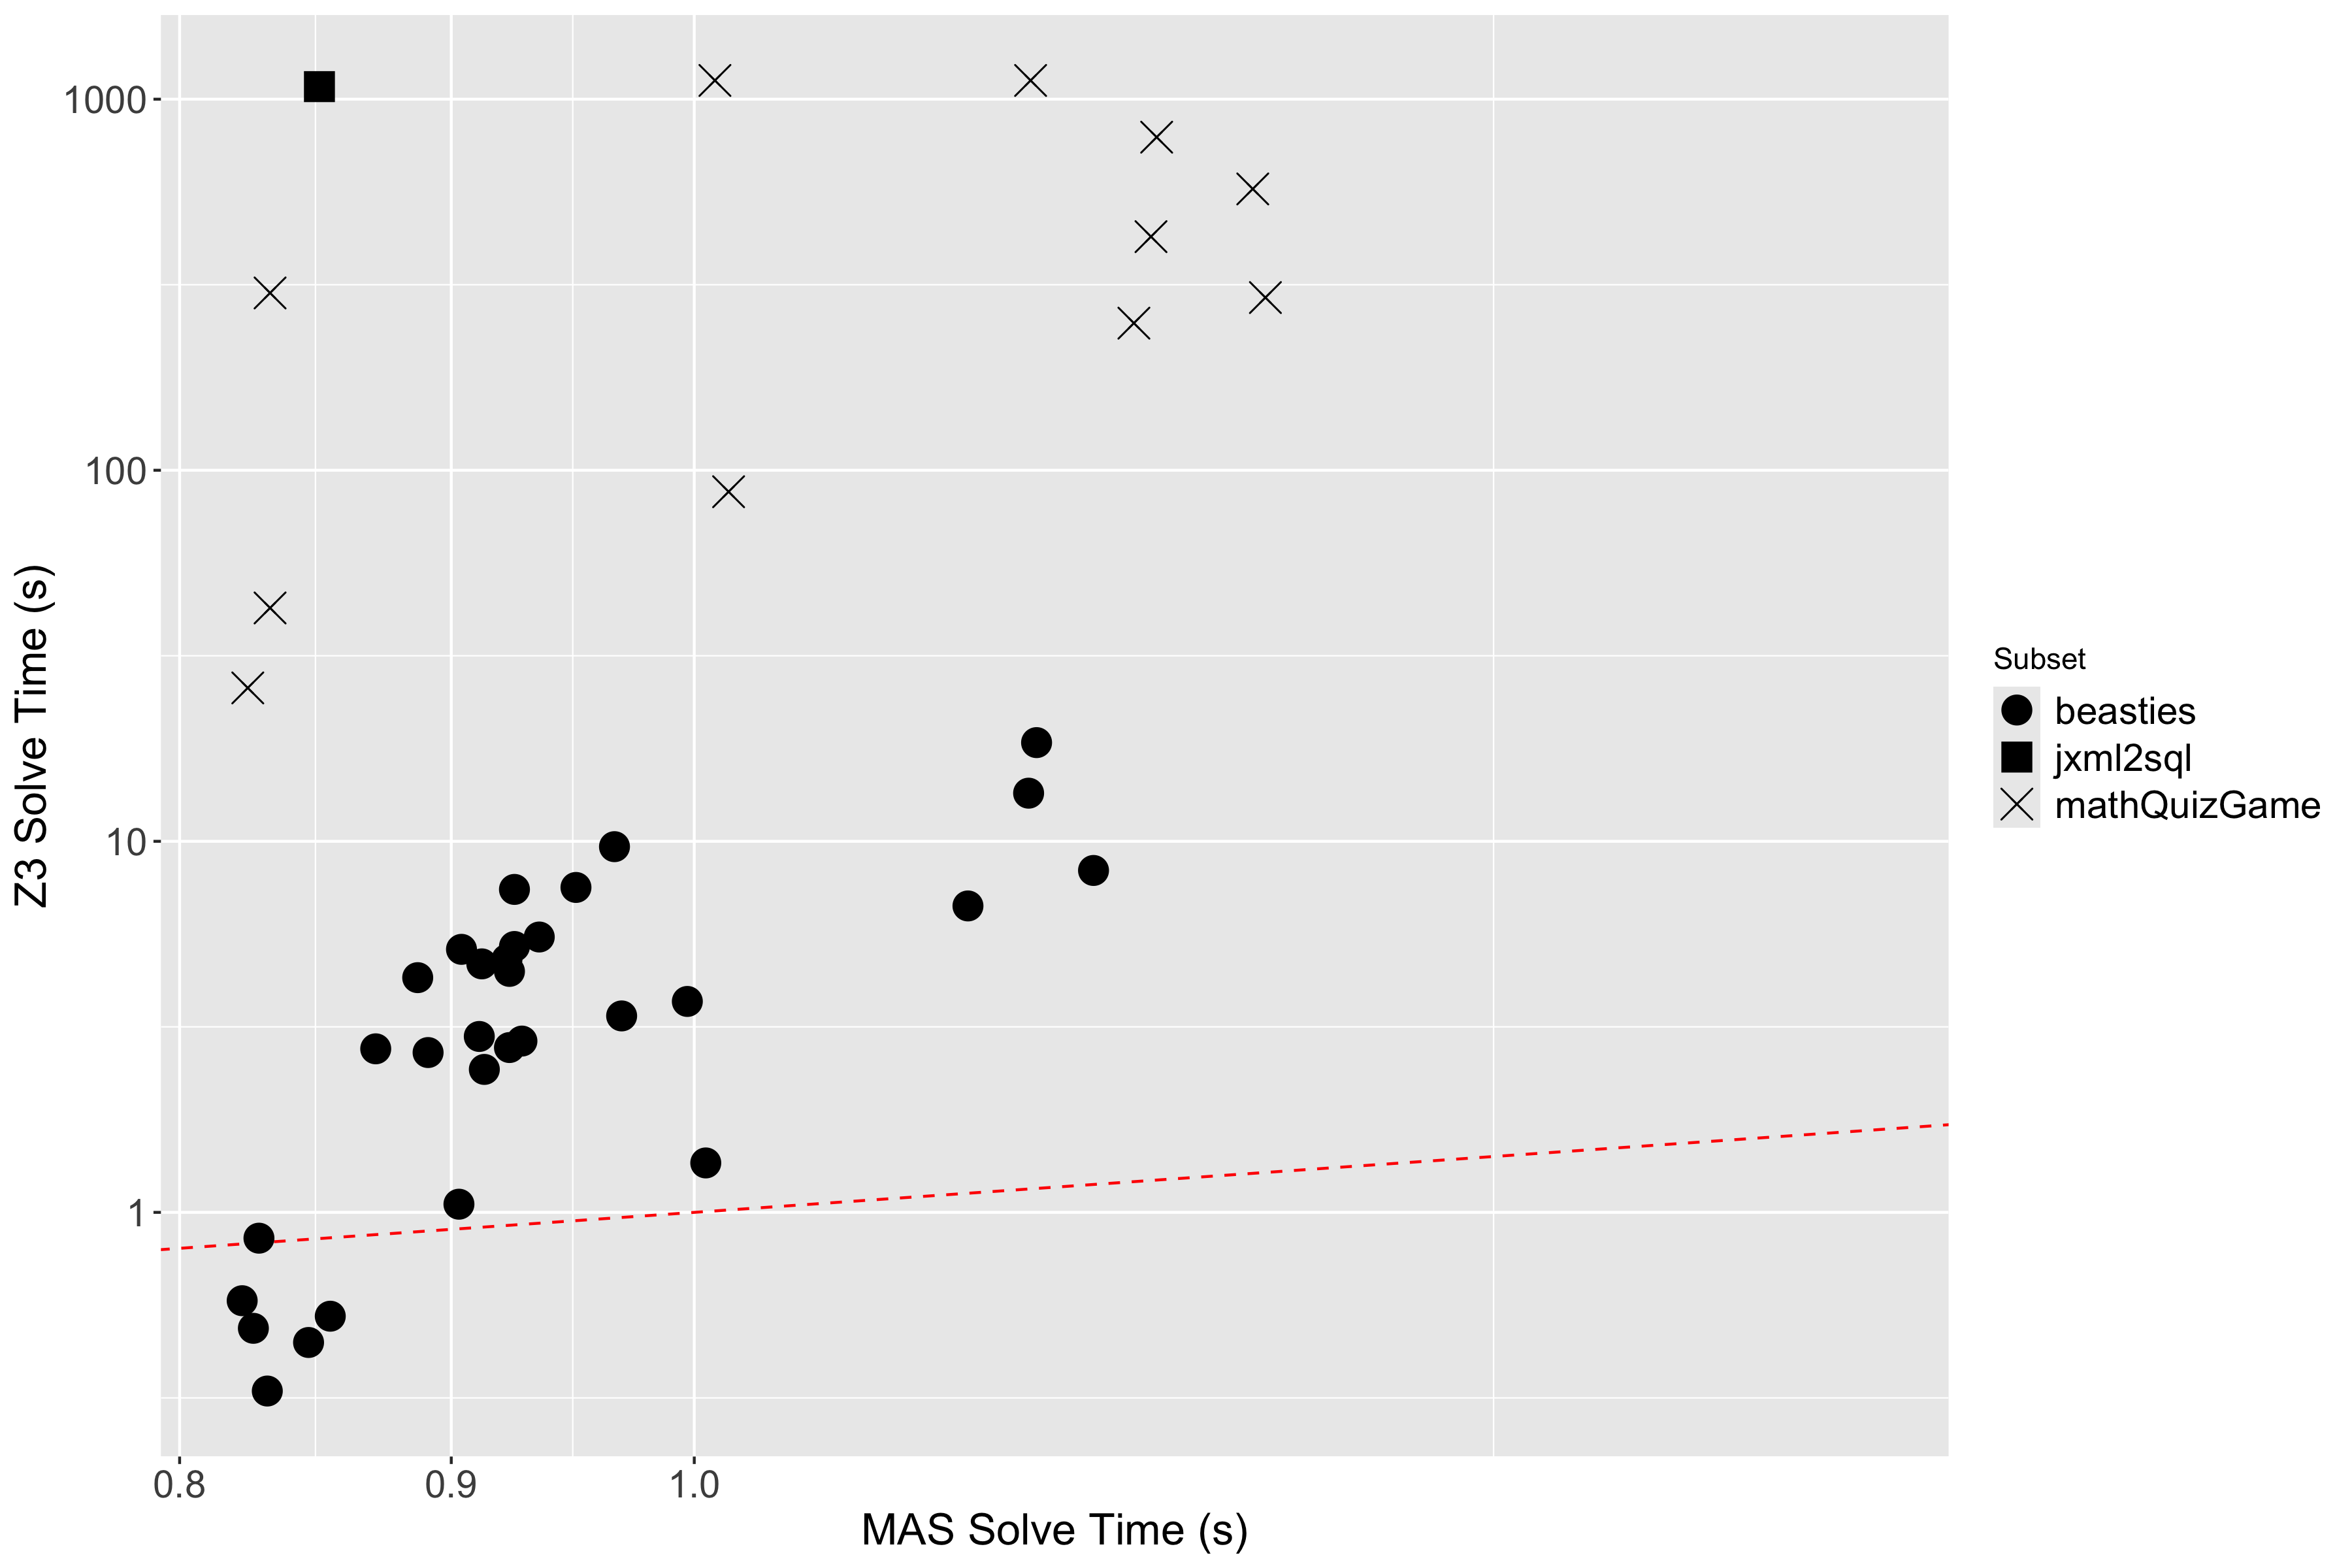 1000
100
10
1
Z3 Solve Time (s)
0.8 0.9 1.0
MAS Solve Time (s)
Subset
beasties
jxml2sql
mathQuizGame